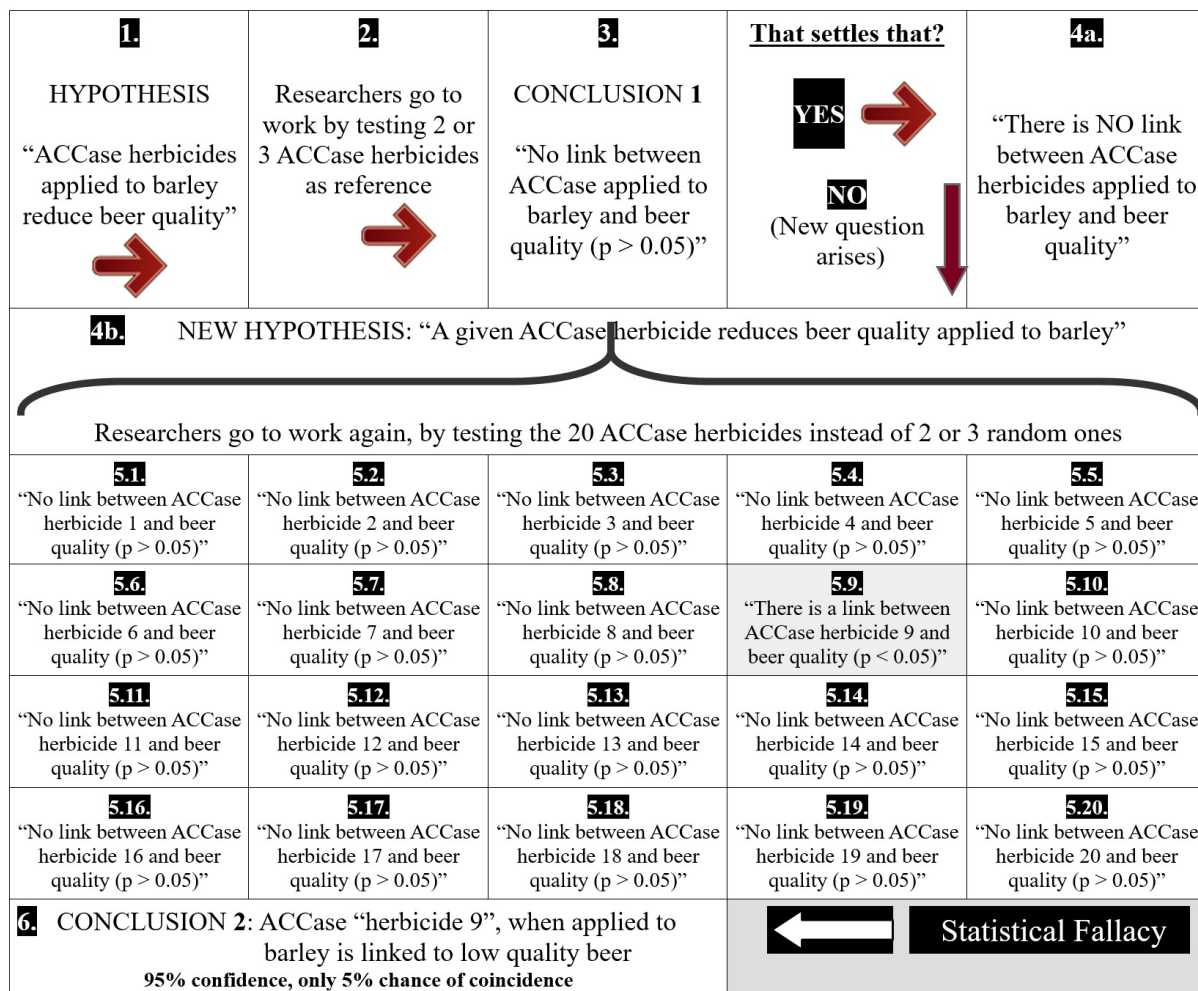 1.
HYPOTHESIS
“ACCase herbicides
applied to barley
reduce beer quality”
2.
Researchers go to
work by testing 2 or
3 ACCase herbicides
as reference
3.
CONCLUSION 1
“No link between
ACCase applied to
barley and beer
quality (p > 0.05)”
That settles that?
YES
NO
(New question
arises)
4a.
“There is NO link
between ACCase
herbicides applied to
barley and beer
quality”
4b. NEW HYPOTHESIS: “A given ACCase herbicide reduces beer quality applied to barley”
Researchers go to work again, by testing the 20 ACCase herbicides instead of 2 or 3 random ones
5.1.
“No link between ACCase
herbicide 1 and beer
quality (p > 0.05)”
5.2.
“No link between ACCase
herbicide 2 and beer
quality (p > 0.05)”
5.3.
“No link between ACCase
herbicide 3 and beer
quality (p > 0.05)”
5.4.
“No link between ACCase
herbicide 4 and beer
quality (p > 0.05)”
5.5.
“No link between ACCase
herbicide 5 and beer
quality (p > 0.05)”
5.6.
“No link between ACCase
herbicide 6 and beer
quality (p > 0.05)”
5.7.
“No link between ACCase
herbicide 7 and beer
quality (p > 0.05)”
5.8.
“No link between ACCase
herbicide 8 and beer
quality (p > 0.05)”
5.9.
“There is a link between
ACCase herbicide 9 and
beer quality (p < 0.05)”
5.10.
“No link between ACCase
herbicide 10 and beer
quality (p > 0.05)”
5.11.
“No link between ACCase
herbicide 11 and beer
quality (p > 0.05)”
5.12.
“No link between ACCase
herbicide 12 and beer
quality (p > 0.05)”
5.13.
“No link between ACCase
herbicide 13 and beer
quality (p > 0.05)”
5.14.
“No link between ACCase
herbicide 14 and beer
quality (p > 0.05)”
5.15.
“No link between ACCase
herbicide 15 and beer
quality (p > 0.05)”
5.16.
“No link between ACCase
herbicide 16 and beer
quality (p > 0.05)”
5.17.
“No link between ACCase
herbicide 17 and beer
quality (p > 0.05)”
5.18.
“No link between ACCase
herbicide 18 and beer
quality (p > 0.05)”
5.19.
“No link between ACCase
herbicide 19 and beer
quality (p > 0.05)”
5.20.
“No link between ACCase
herbicide 20 and beer
quality (p > 0.05)”
6. CONCLUSION 2: ACCase “herbicide 9”, when applied to
barley is linked to low quality beer
95% confidence, only 5% chance of coincidence
Statistical Fallacy